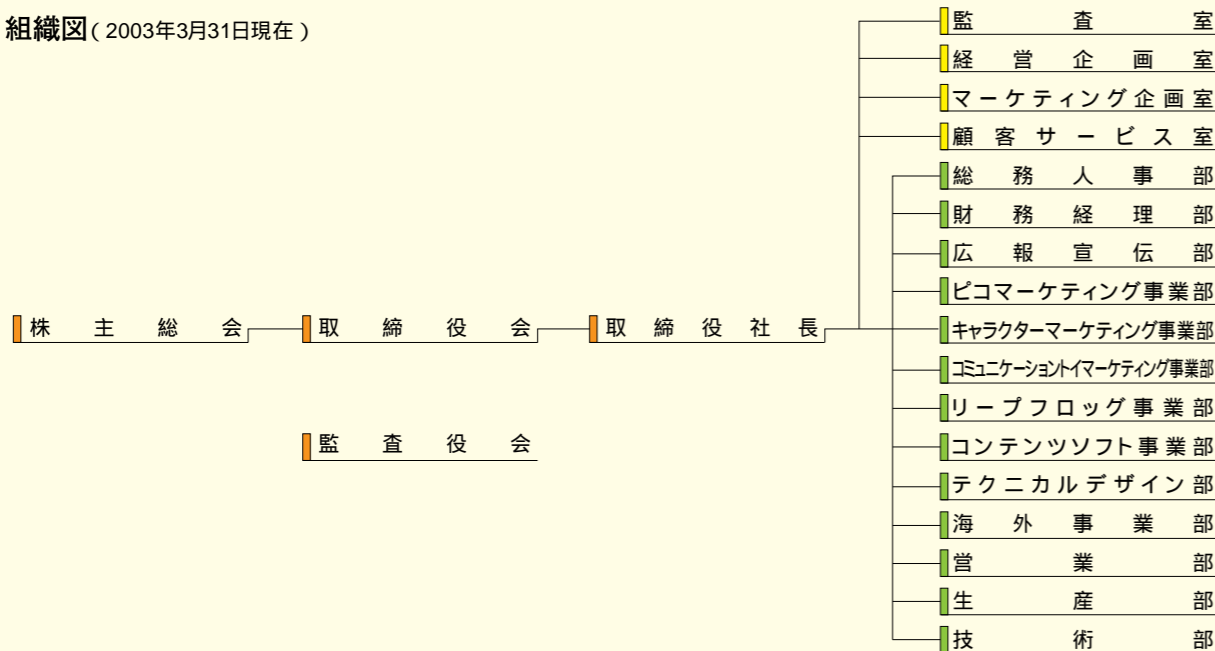 組織図（2003年3月31日現在）
監査室
経営企画室
マーケティング企画室
顧客サービス室
総務人事部
財務経理部
広報宣伝部
ピコマーケティング事業部
株主総会
取締役会
取締役社長
キャラクターマーケティング事業部
コミュニケーショントイマーケティング事業部
リープフロッグ事業部
監査役会
コンテンツソフト事業部
テクニカルデザイン部
海外事業部
営業部
生産部
技術部